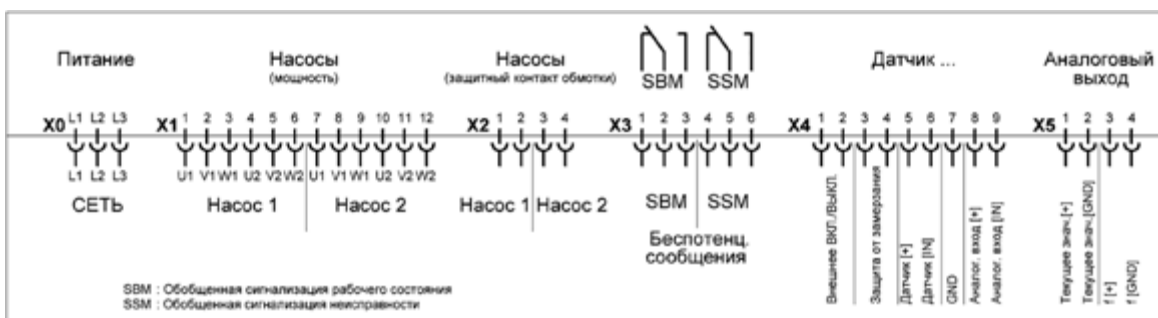 Питание Насосы Насосы SBM SSM Датчик ... Аналоговый
(мощность) (защитный контакт обмотки) выход
X0 L1 L2 L3 X1 1 2 3 4 5 6 7 8 9 10 11 12 X2 1 2 3 4 X3 1 2 3 4 5 6 X4 1 2 3 4 5 6 7 8 9 X5 1 2 3 4
L1 L2 L3 U1 V1 W1 U2 V2 W2 U1 V1 W1 U2 V2 W2
СЕТЬ Насос 1 Насос 2 Насос 1 Насос 2 SBM SSM
Беспотенц.
сообщения
Внешнее ВКЛ./ВЫКЛ.
Защита от замерзания
Датчик [+]
Датчик [IN]
GND
Аналог. вход [+]
Аналог. вход [IN]
Текущее знач.[+]
Текущее знач.[GND]
f [+]
f [GND]
SBM : Обобщенная сигнализация рабочего состояния
SSM : Обобщенная сигнализация неисправности